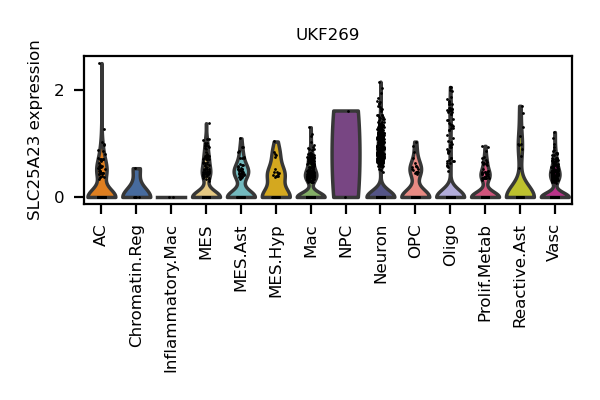 UKF269
SLC25A23 expression
2
0
AC
Chromatin.Reg
Inflammatory.Mac
MES
MES.Ast
MES.Hyp
Mac
NPC
Neuron
OPC
Oligo
Prolif.Metab
Reactive.Ast
Vasc